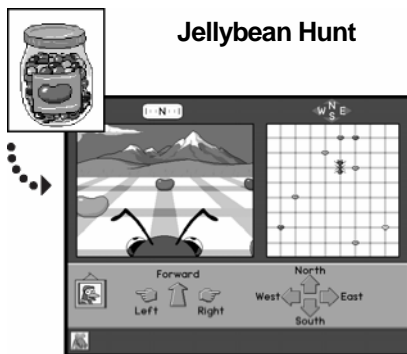 Jellybean Hunt
N
N
W E
S
Forward
Left Right
North
West East
South